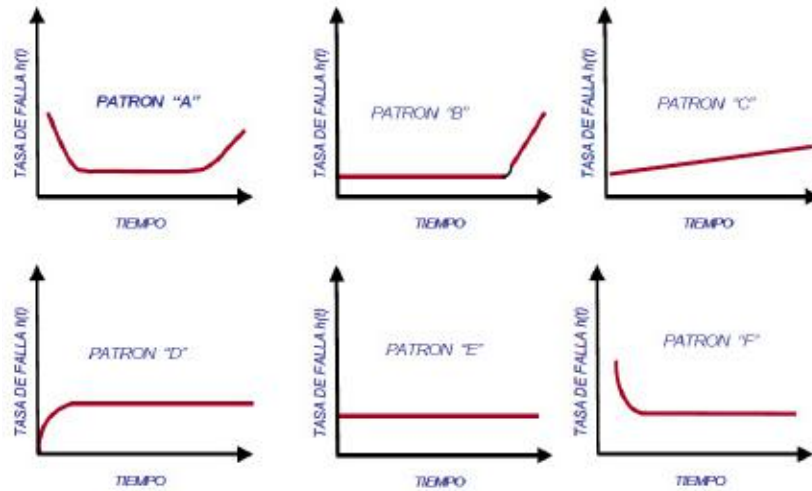 TASA DE FALLA h(t)
PATRON "A"
TIEMPO
TASA DE FALLA h(t)
PATRON "B"
TIEMPO
TASA DE FALLA h(t)
PATRON "C"
TIEMPO
TASA DE FALLA h(t)
PATRON "D"
TIEMPO
TASA DE FALLA h(t)
PATRON "E"
TIEMPO
TASA DE FALLA h(t)
PATRON "F"
TIEMPO